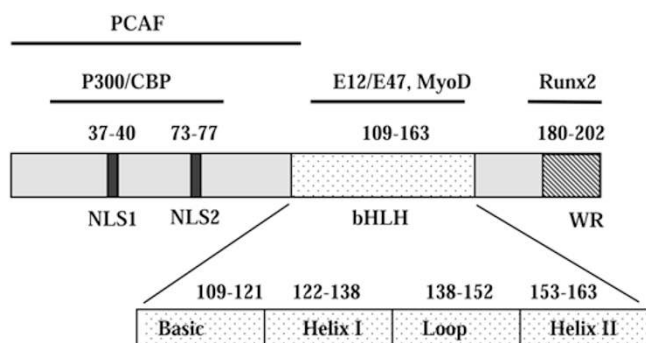 PCAF
P300/CBP E12/E47, MyoD Runx2
37-40 73-77 109-163 180-202
NLS1 NLS2 bHLH WR
109-121 122-138 138-152 153-163
Basic Helix I Loop Helix II